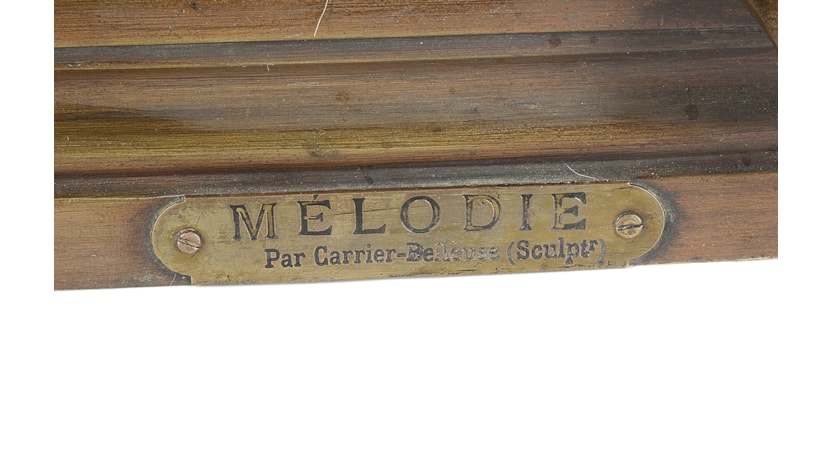 MÉLODIE
Par Carrier-Belleuse (Sculptr)